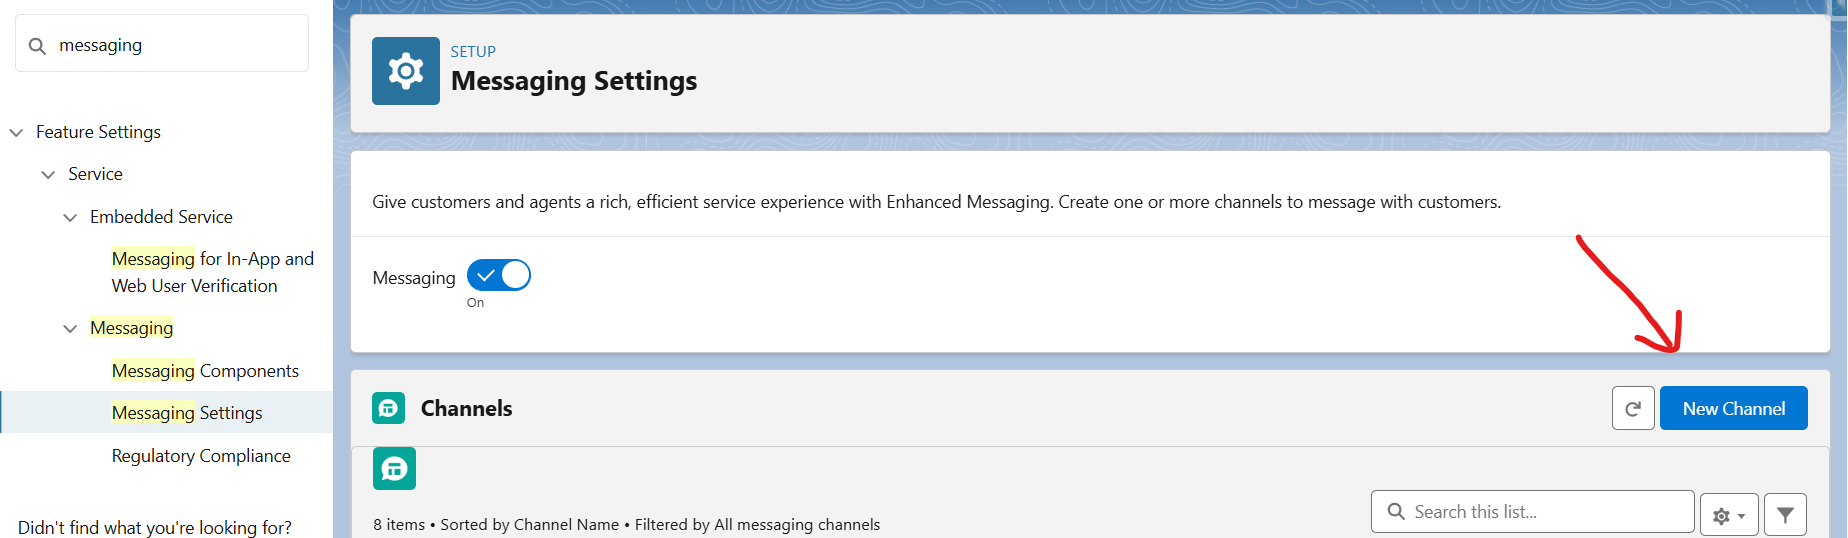 messaging
Feature Settings
Service
Embedded Service
Messaging for In-App and
Web User Verification
Messaging
Messaging Components
Messaging Settings
Regulatory Compliance
Didn't find what you're looking for?
SETUP
Messaging Settings
Give customers and agents a rich, efficient service experience with Enhanced Messaging. Create one or more channels to message with customers.
Messaging
On
Channels
New Channel
8 items • Sorted by Channel Name • Filtered by All messaging channels
Search this list...